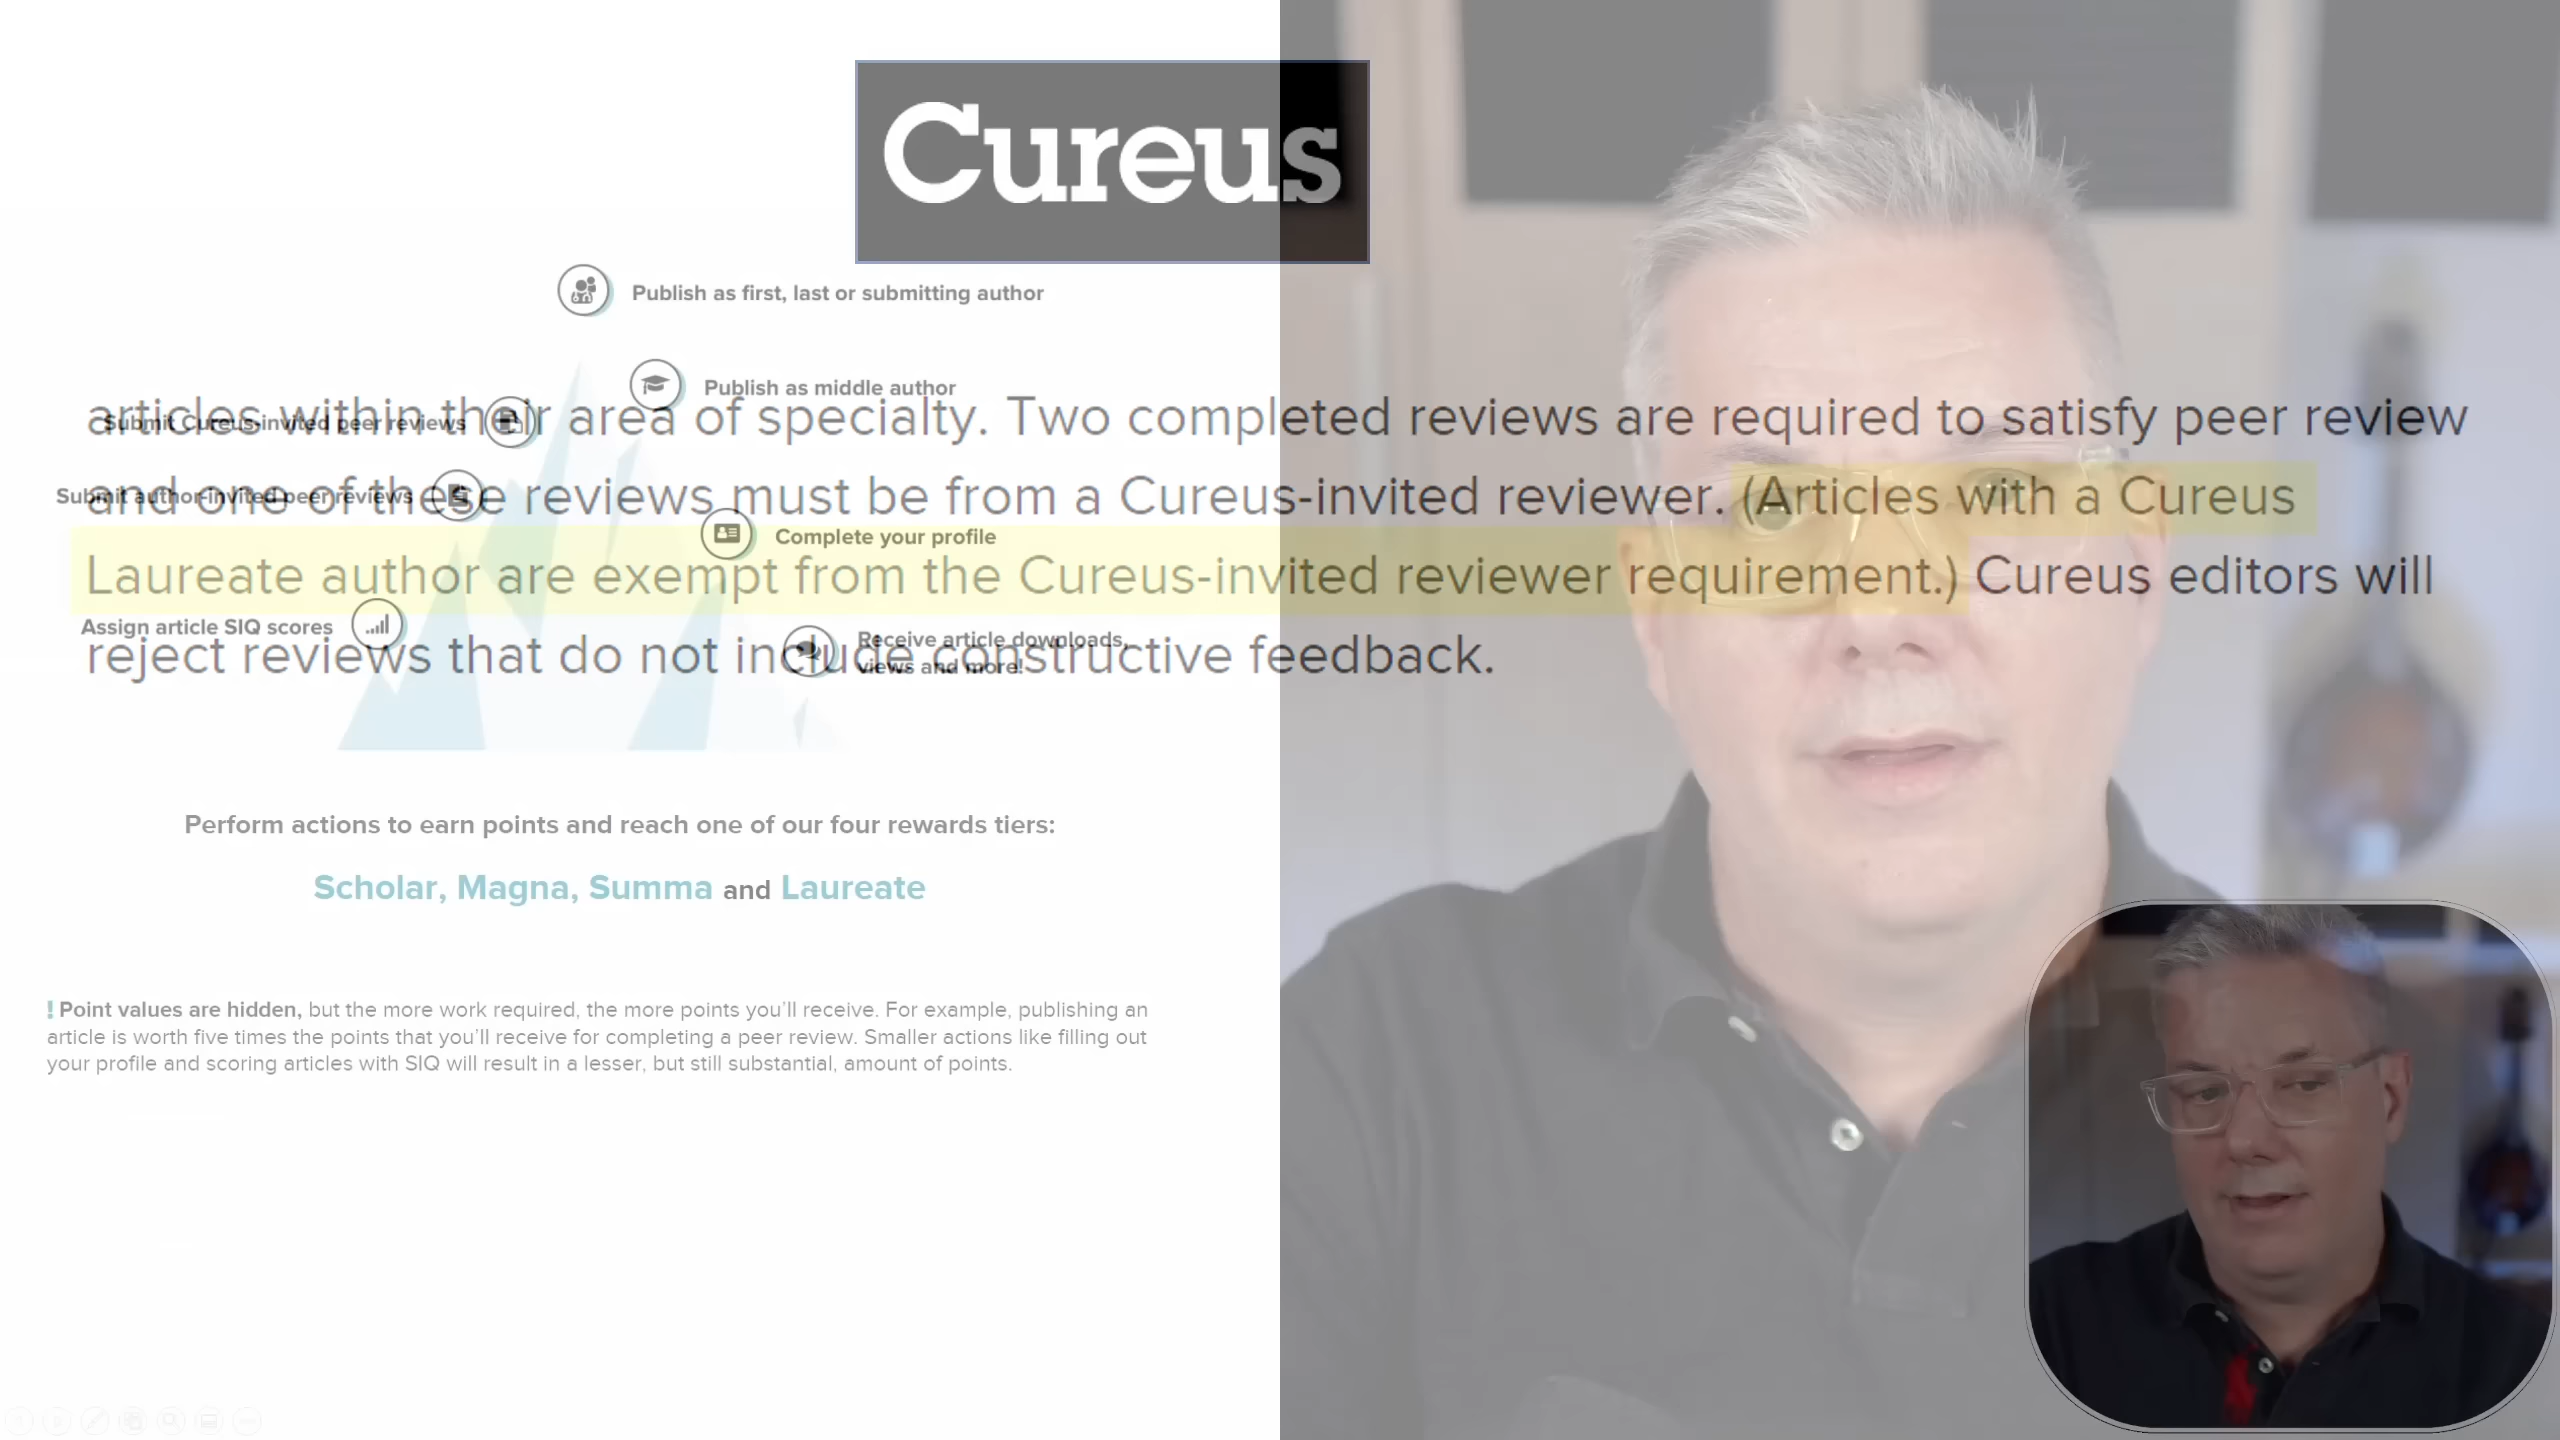 Cureus
Publish as first, last or submitting author
Publish as middle author
articles within their area of specialty. Two completed reviews are required to satisfy peer review
Submit Cureus-invited peer reviews
and one of these reviews must be from a Cureus-invited reviewer. (Articles with a Cureus
Submit author-invited peer reviews
Complete your profile
Laureate author are exempt from the Cureus-invited reviewer requirement.) Cureus editors will
Assign article SIQ scores
reject reviews that do not include constructive feedback.
Receive article downloads,
views and more!
Perform actions to earn points and reach one of our four rewards tiers:
Scholar, Magna, Summa and Laureate
! Point values are hidden, but the more work required, the more points you'll receive. For example, publishing an
article is worth five times the points that you'll receive for completing a peer review. Smaller actions like filling out
your profile and scoring articles with SIQ will result in a lesser, but still substantial, amount of points.